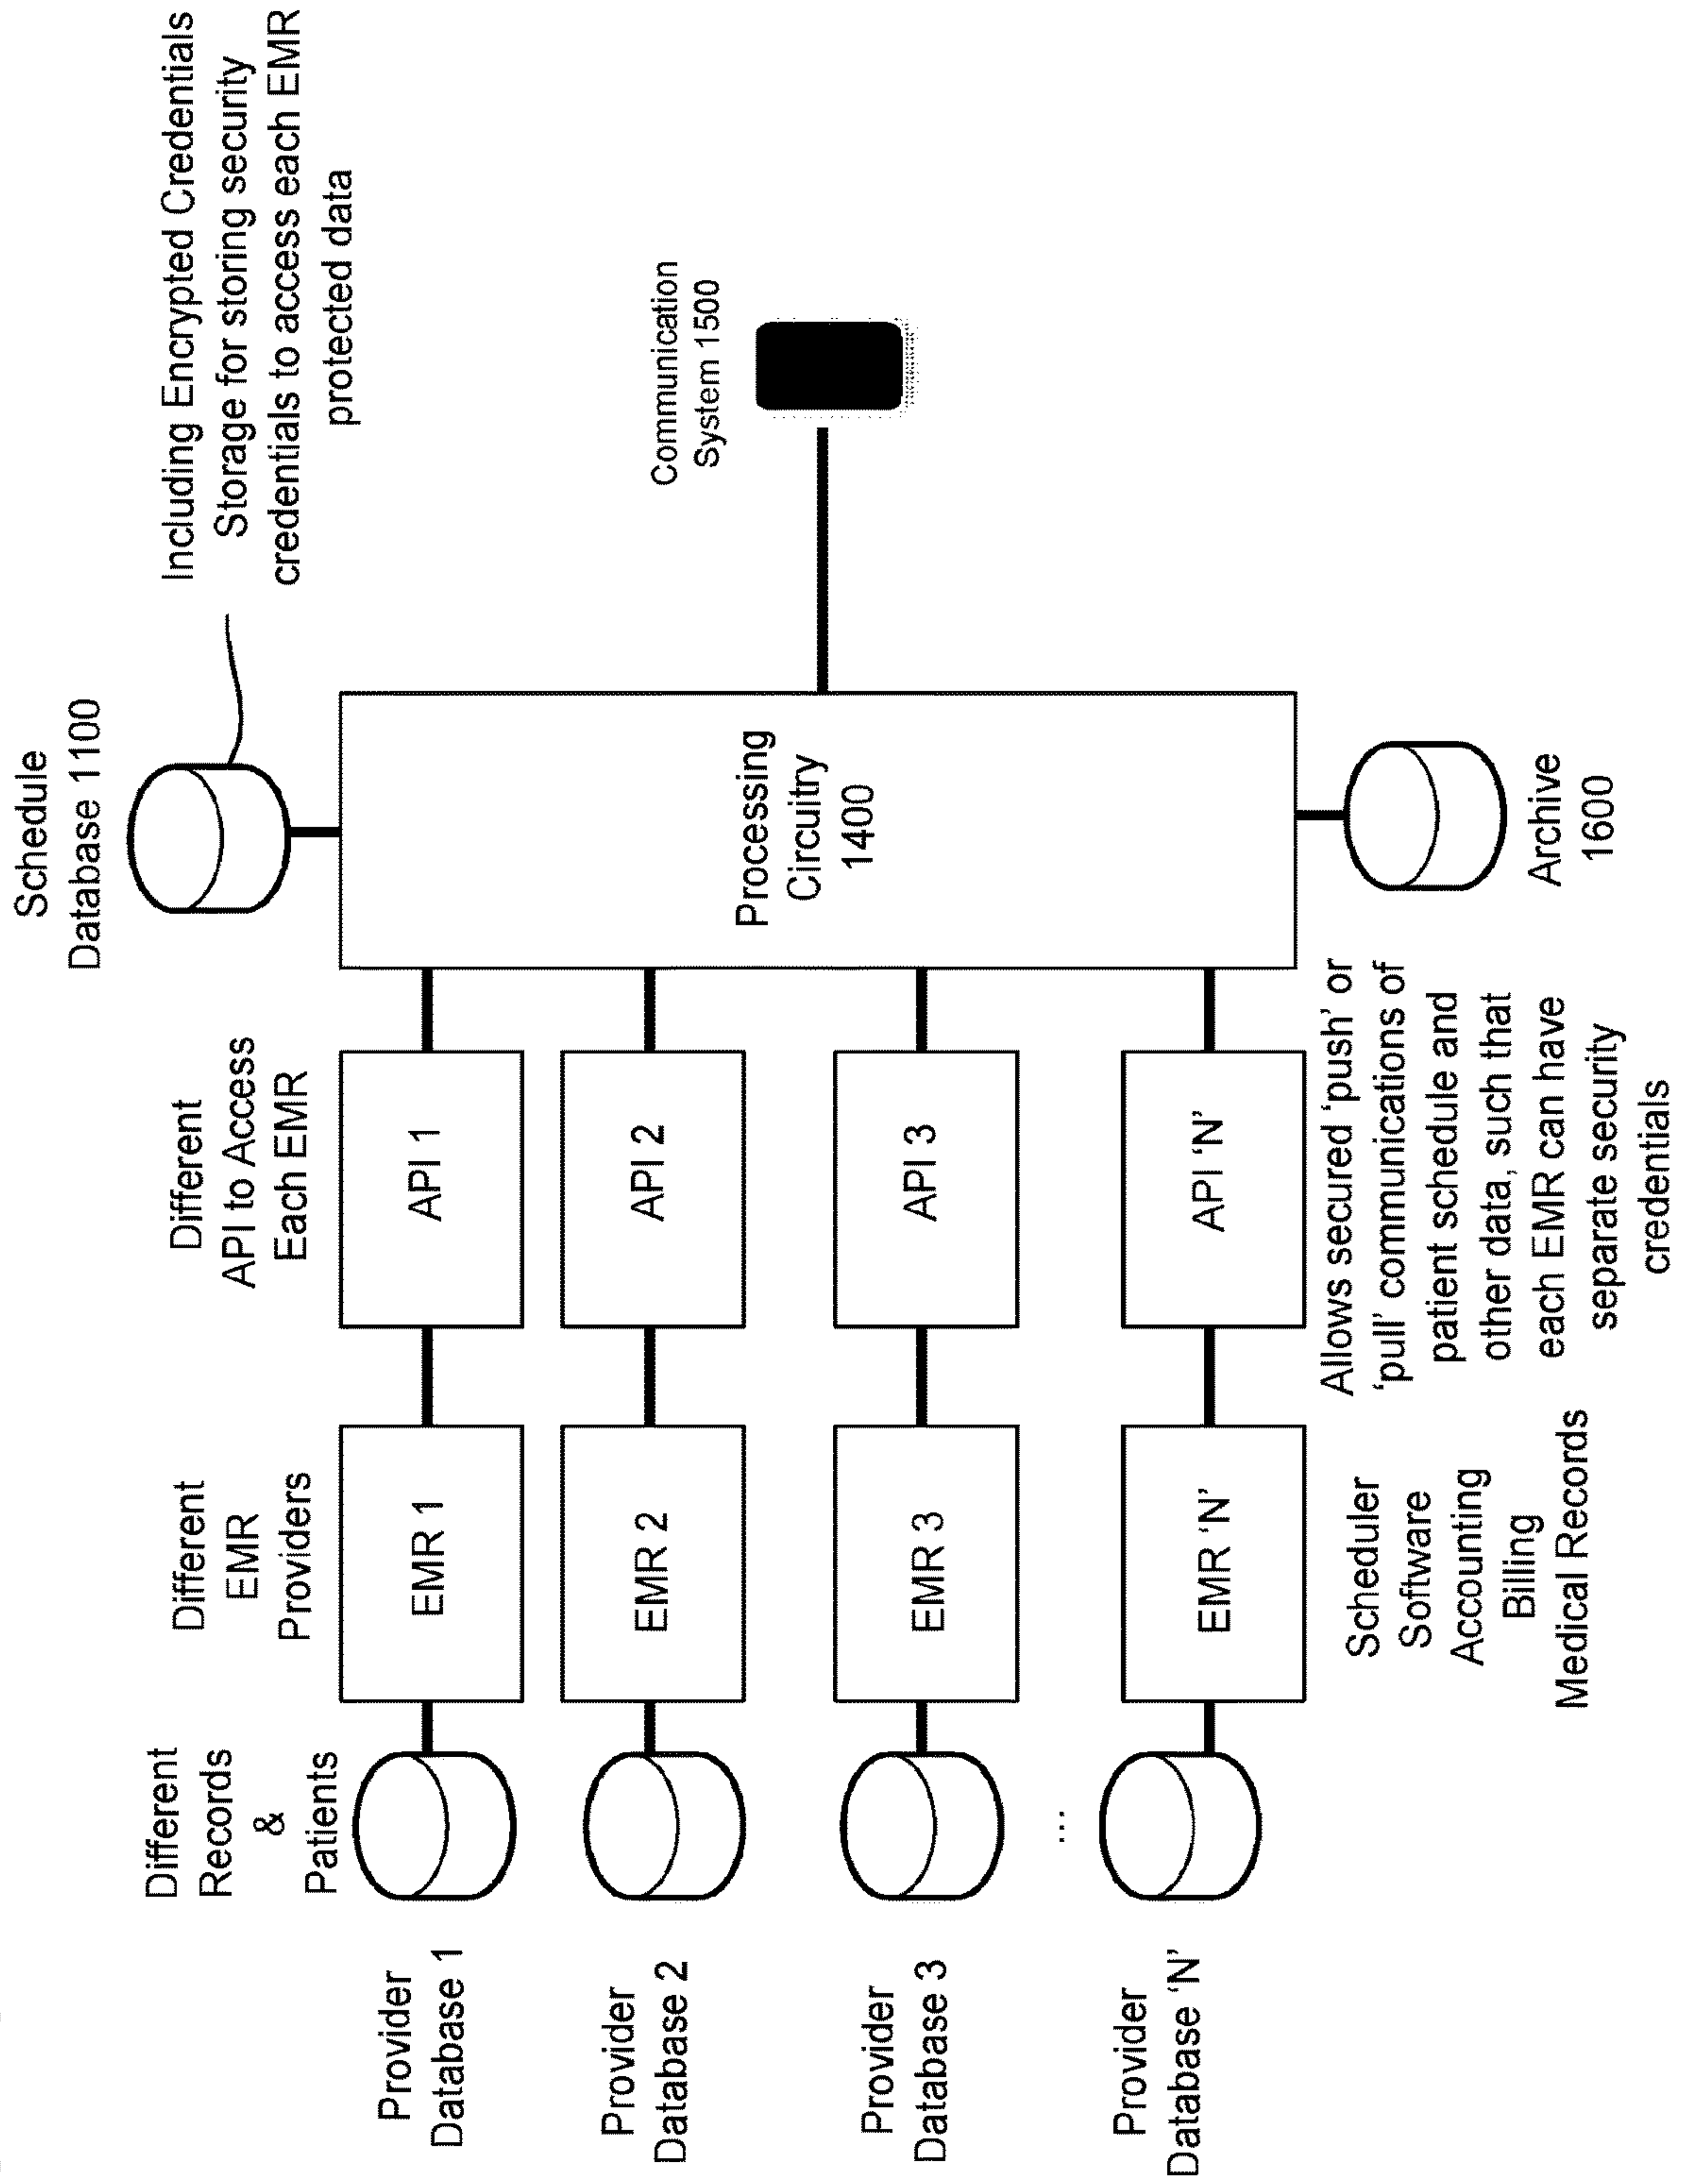 Schedule
Database 1100
Including Encrypted Credentials
Storage for storing security
credentials to access each EMR
protected data
Different
Records
&
Patients
Different
EMR
Providers
Different
API to Access
Each EMR
Provider
Database 1
EMR 1
API 1
Provider
Database 2
EMR 2
API 2
Provider
Database 3
EMR 3
API 3
...
Provider
Database ‘N’
EMR ‘N’
API ‘N’
Processing
Circuitry
1400
Communication
System 1500
Scheduler
Software
Accounting
Billing
Medical Records
Allows secured ‘push’ or
‘pull’ communications of
patient schedule and
other data, such that
each EMR can have
separate security
credentials
Archive
1600